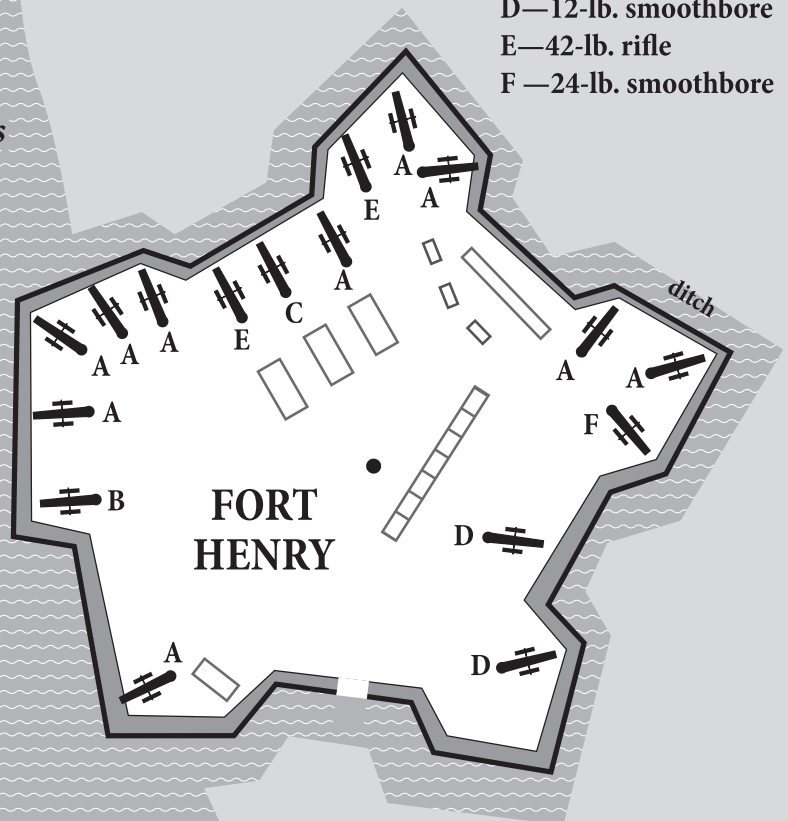 D—12-lb. smoothbore
E—42-lb. rifle
F —24-lb. smoothbore
s
A
A
E
A
A
C
E
A
A
A
ditch
A
A
F
A
B
FORT
HENRY
D
A
D